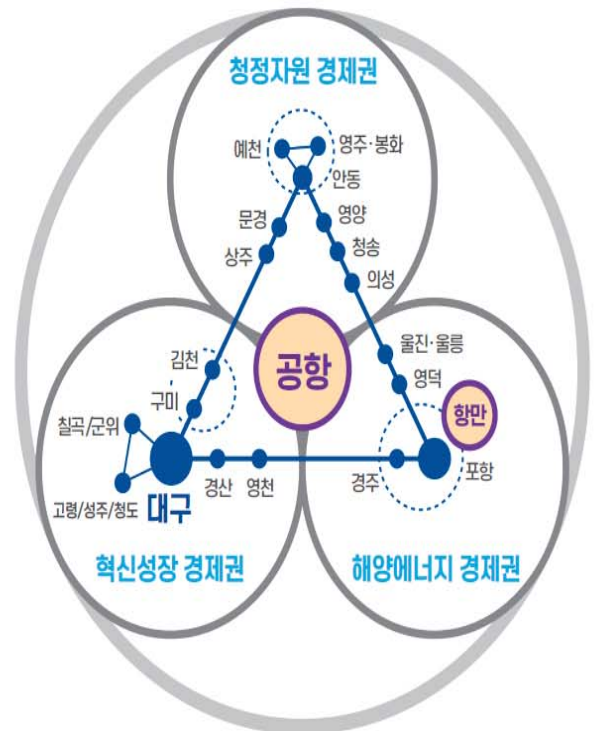 청정자원 경제권
예천
영주·봉화
안동
문경
영양
상주
청송
의성
공항
김천
울진·울릉
구미
영덕
항만
칠곡/군위
고령/성주/청도
대구
경산
영천
경주
포항
혁신성장 경제권
해양에너지 경제권